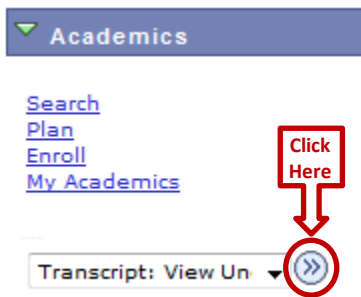 Academics
Search
Plan
Enroll
My Academics
Click
Here
Transcript: View Un